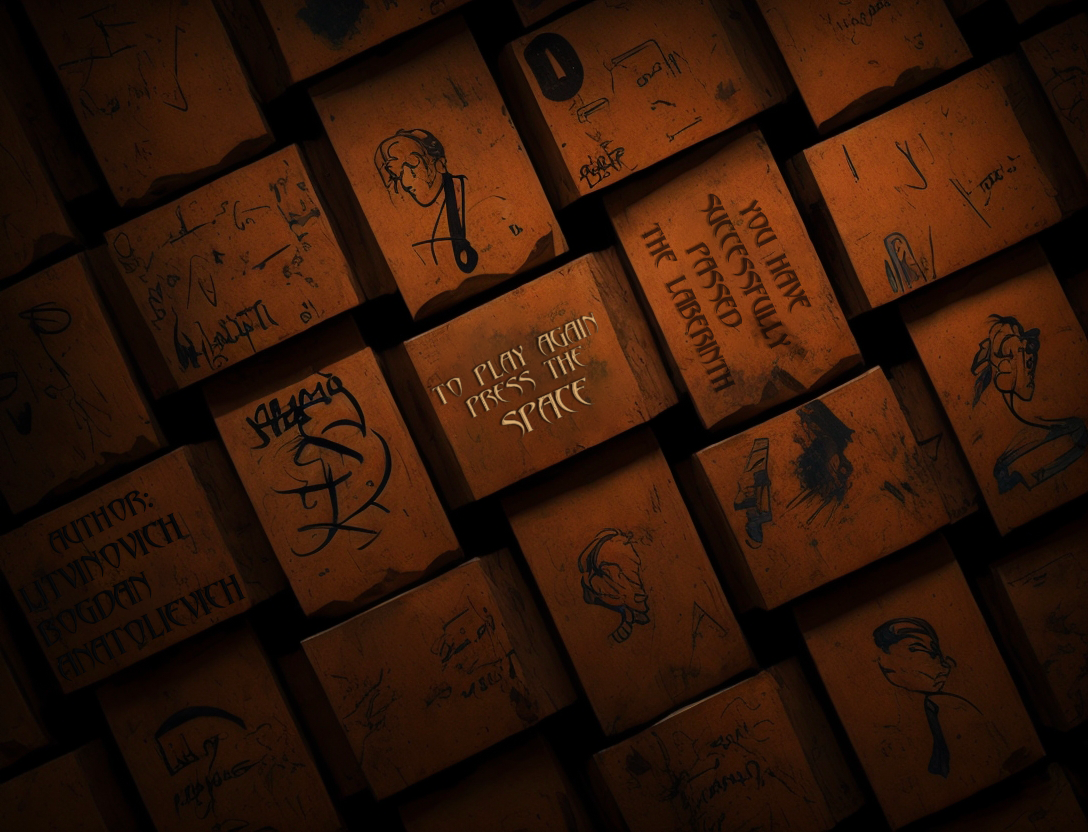 YOU HAVE
SUCCESSFULLY
PASSED
THE LABERINTH
TO PLAY AGAIN
PRESS THE
SPACE
AUTHOR:
LITVINOVICH
BOGDAN
ANATOLIEVICH